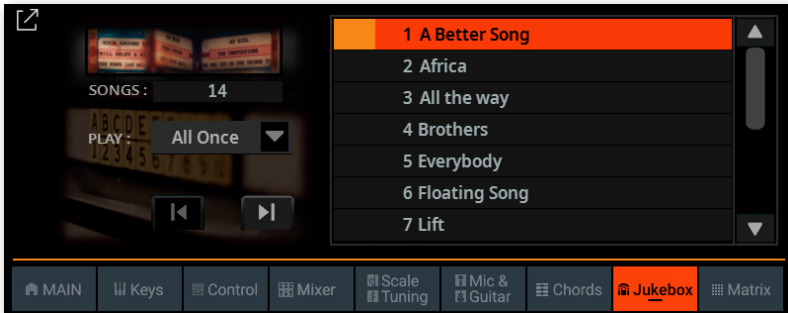 SONGS :
14
PLAY :
All Once
1 A Better Song
2 Africa
3 All the way
4 Brothers
5 Everybody
6 Floating Song
7 Lift
MAIN
Keys
Control
Mixer
Scale
Tuning
Mic &
Guitar
Chords
Jukebox
Matrix